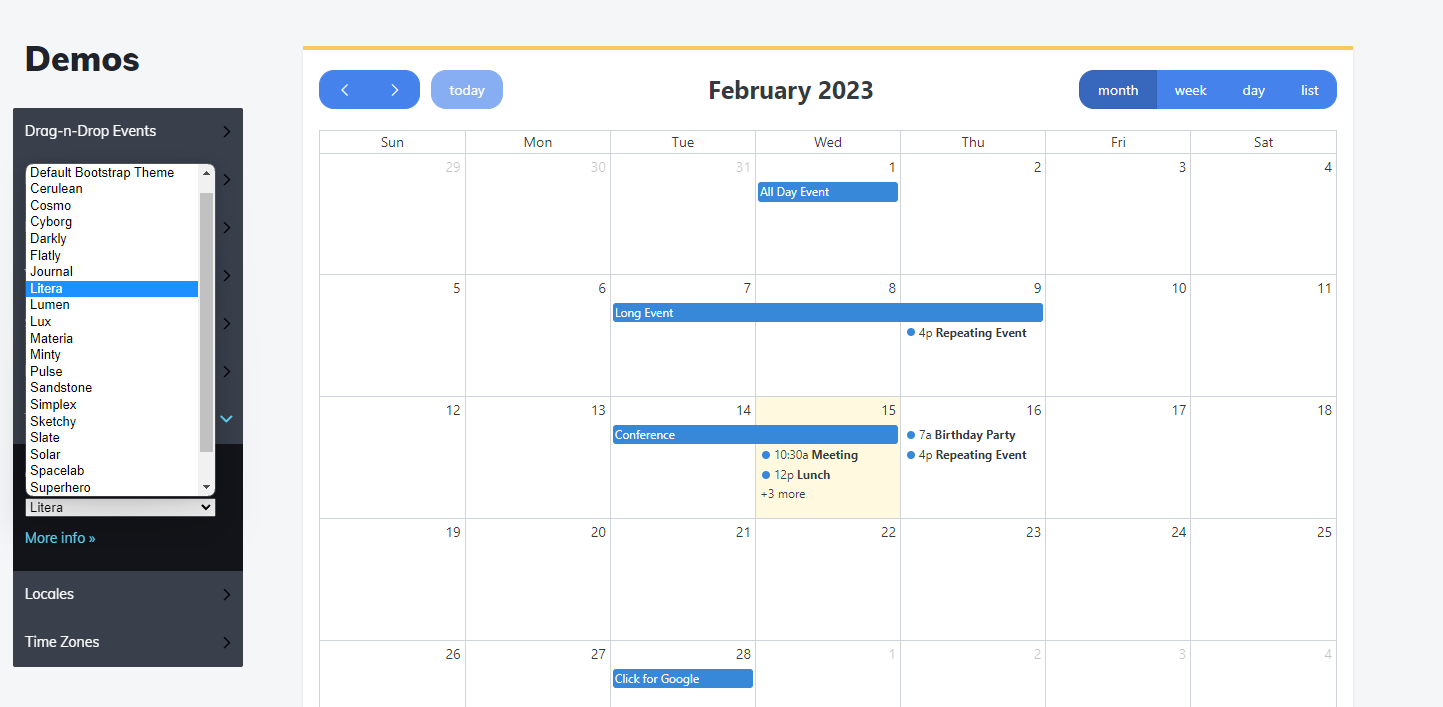 Demos
Drag-n-Drop Events
Default Bootstrap Theme
Cerulean
Cosmo
Cyborg
Darkly
Flatly
Journal
Litera
Lumen
Lux
Materia
Minty
Pulse
Sandstone
Simplex
Sketchy
Slate
Solar
Spacelab
Superhero
Litera
More info »
Locales
Time Zones
today
February 2023
month week day list
Sun Mon Tue Wed Thu Fri Sat
29 30 31 1 2 3 4
All Day Event
5 6 7 8 9 10 11
Long Event
4p Repeating Event
12 13 14 15 16 17 18
Conference
10:30a Meeting
12p Lunch
+3 more
7a Birthday Party
4p Repeating Event
19 20 21 22 23 24 25
26 27 28 1 2 3 4
Click for Google